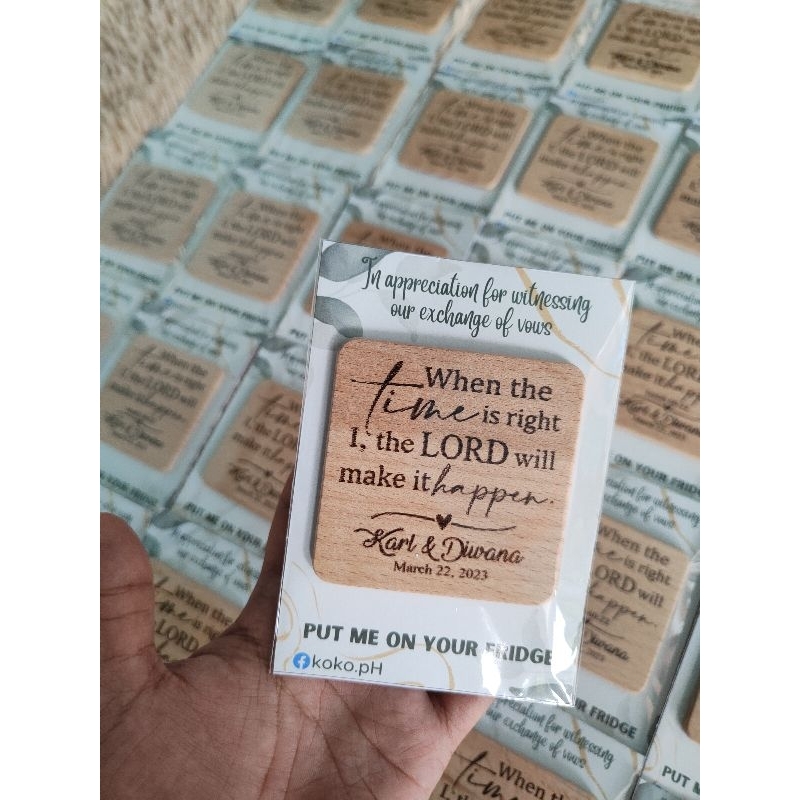 In appreciation for witnessing
our exchange of vows
When the
time is right
I, the LORD will
make it happen.
Karl & Diwana
March 22, 2023
PUT ME ON YOUR FRIDGE
koko.pH